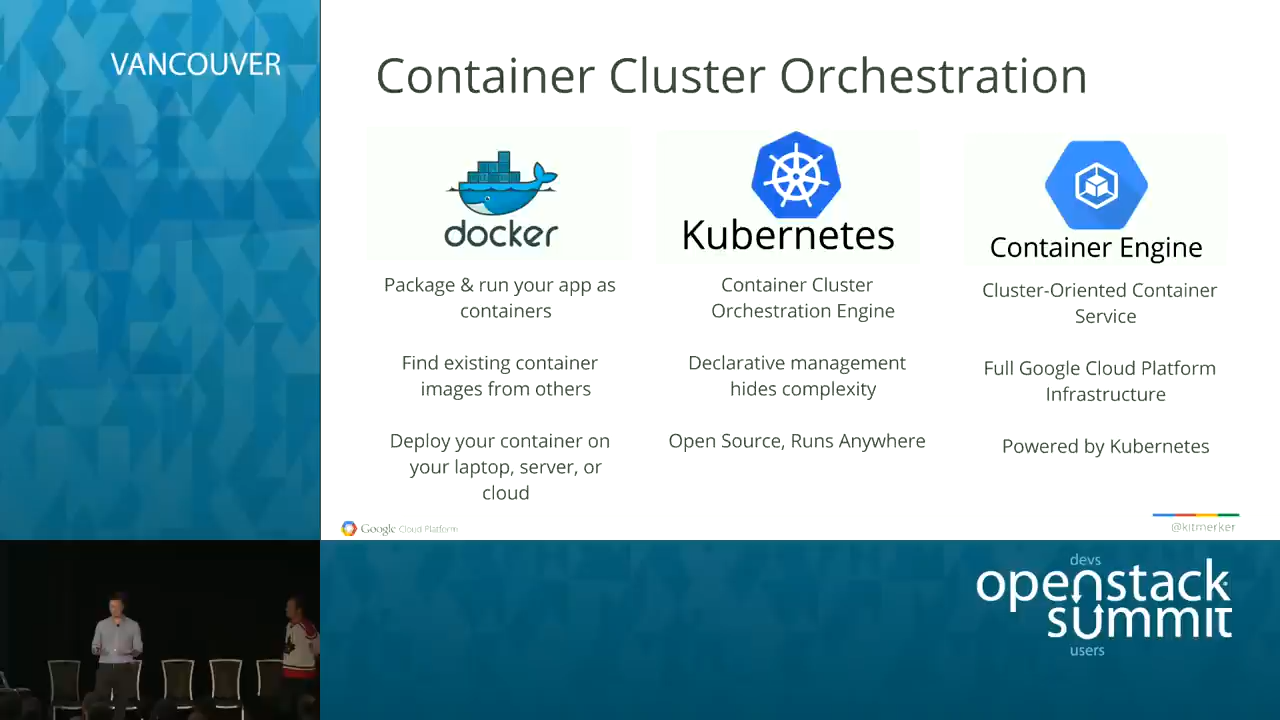 VANCOUVER
Container Cluster Orchestration
docker
Package & run your app as
containers
Find existing container
images from others
Deploy your container on
your laptop, server, or
cloud
Kubernetes
Container Cluster
Orchestration Engine
Declarative management
hides complexity
Open Source, Runs Anywhere
Container Engine
Cluster-Oriented Container
Service
Full Google Cloud Platform
Infrastructure
Powered by Kubernetes
Google Cloud Platform
@kitmerker
devs
openstack
summit
users